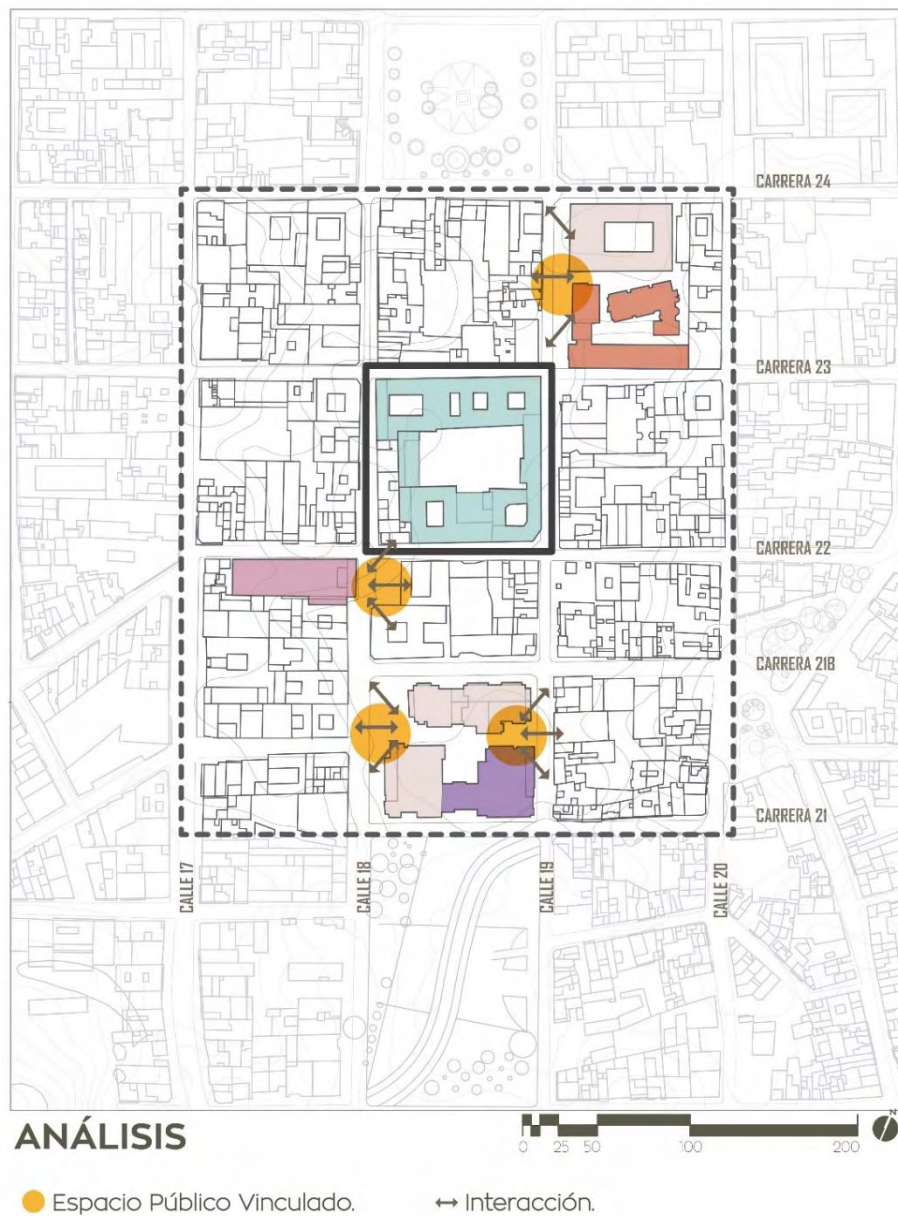 CARRERA 24
CARRERA 23
CARRERA 22
CARRERA 21B
CARRERA 21
CALLE 17
CALLE 18
CALLE 19
CALLE 20
ANÁLISIS
0 25 50 100 200
N
Espacio Público Vinculado.
Interacción.